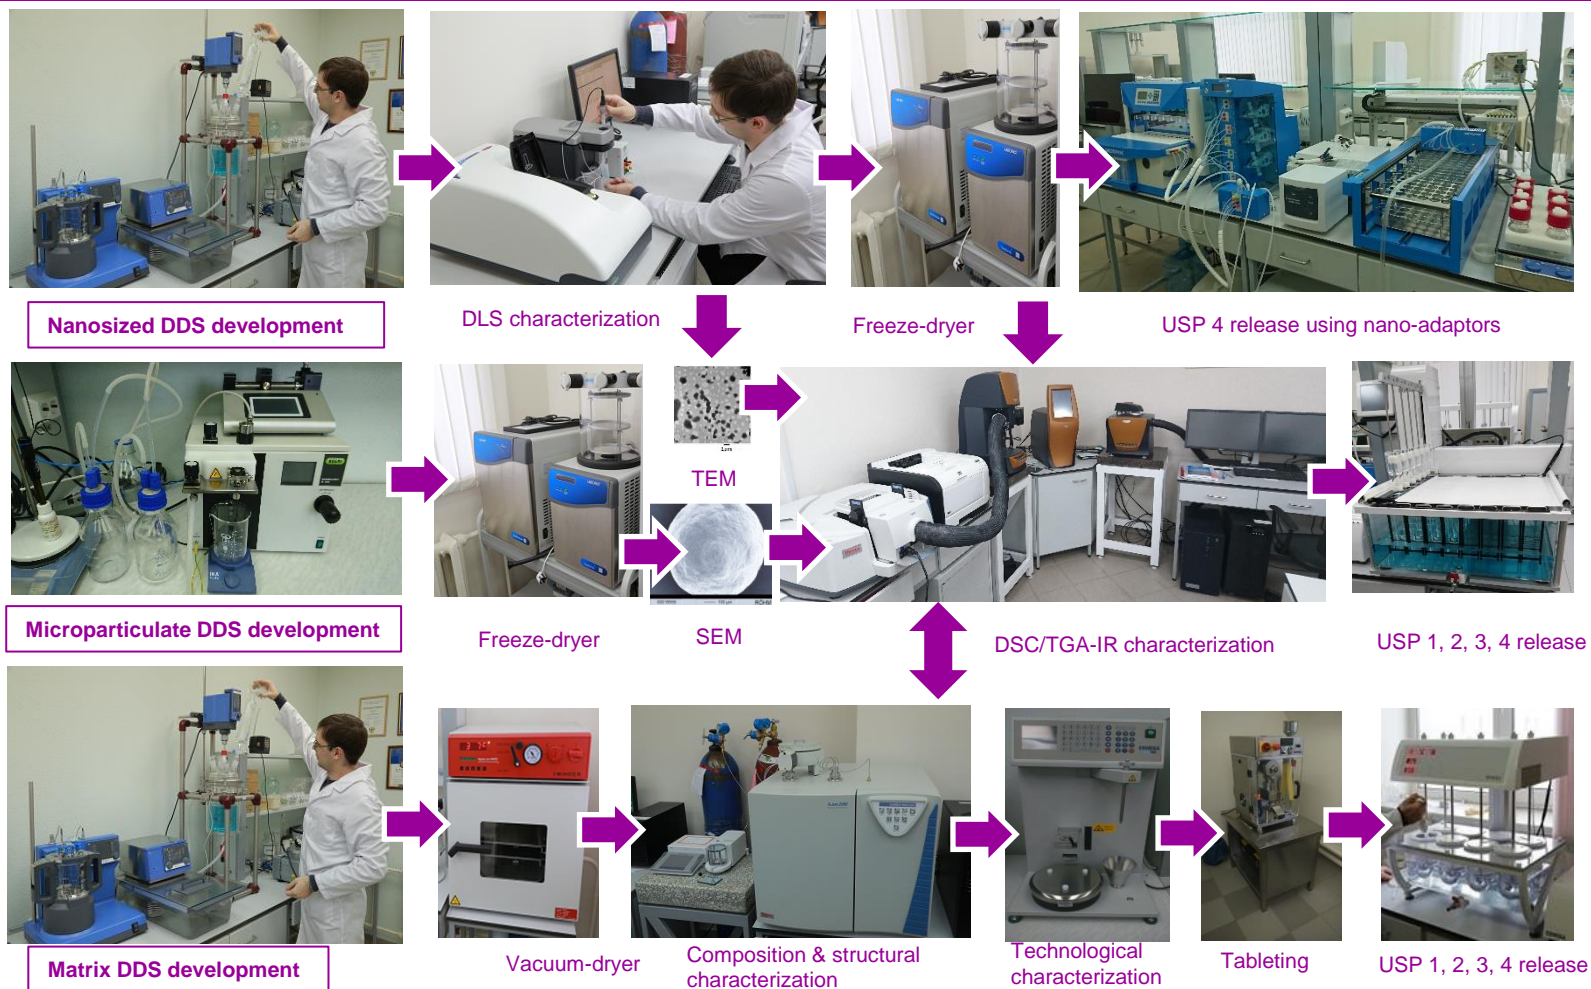 Nanosized DDS development
DLS characterization
Freeze-dryer
USP 4 release using nano-adaptors
1μm
TEM
Microparticulate DDS development
Freeze-dryer
SEM
DSC/TGA-IR characterization
USP 1, 2, 3, 4 release
Matrix DDS development
Vacuum-dryer
Composition & structural
characterization
Technological
characterization
Tableting
USP 1, 2, 3, 4 release